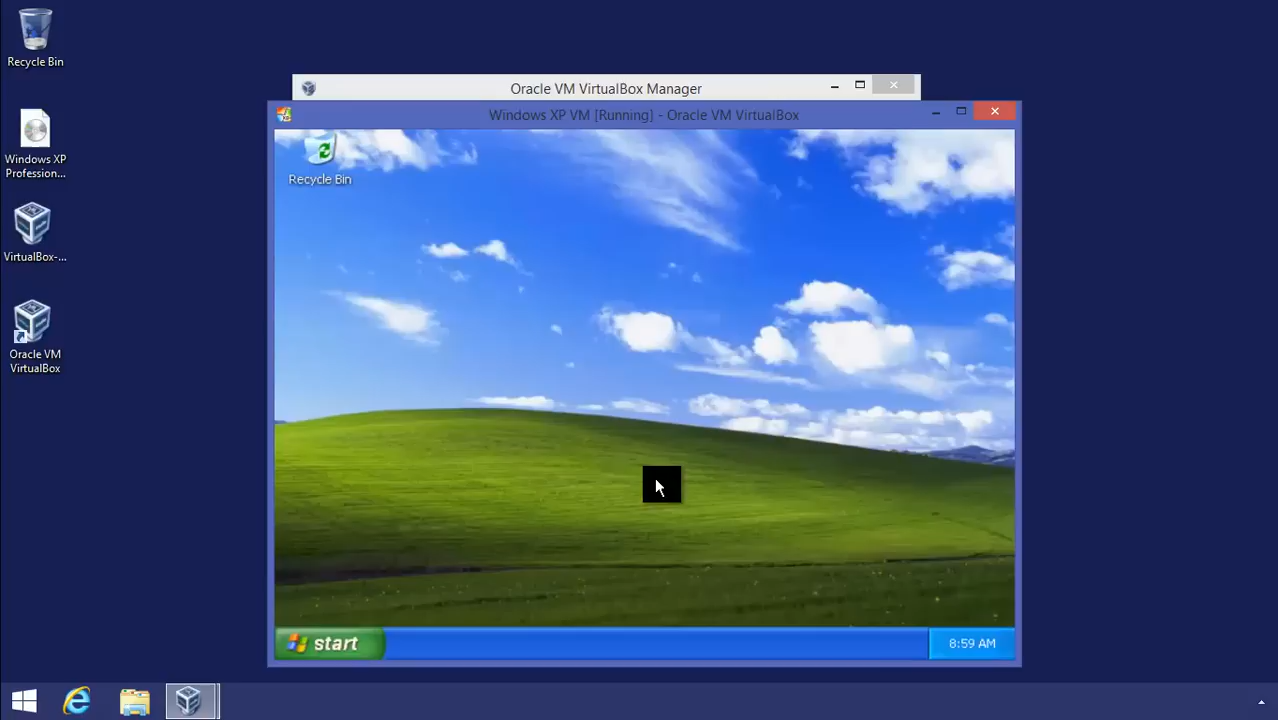 Recycle Bin
Windows XP
Profession...
VirtualBox-...
Oracle VM
VirtualBox
Oracle VM VirtualBox Manager
Windows XP VM [Running] - Oracle VM VirtualBox
Recycle Bin
start
8:59 AM